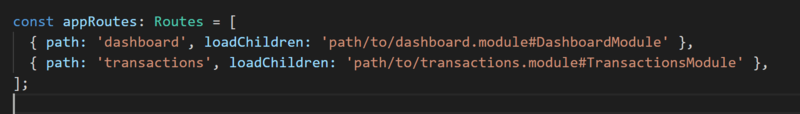 const appRoutes: Routes = [
  { path: 'dashboard', loadChildren: 'path/to/dashboard.module#DashboardModule' },
  { path: 'transactions', loadChildren: 'path/to/transactions.module#TransactionsModule' },
];